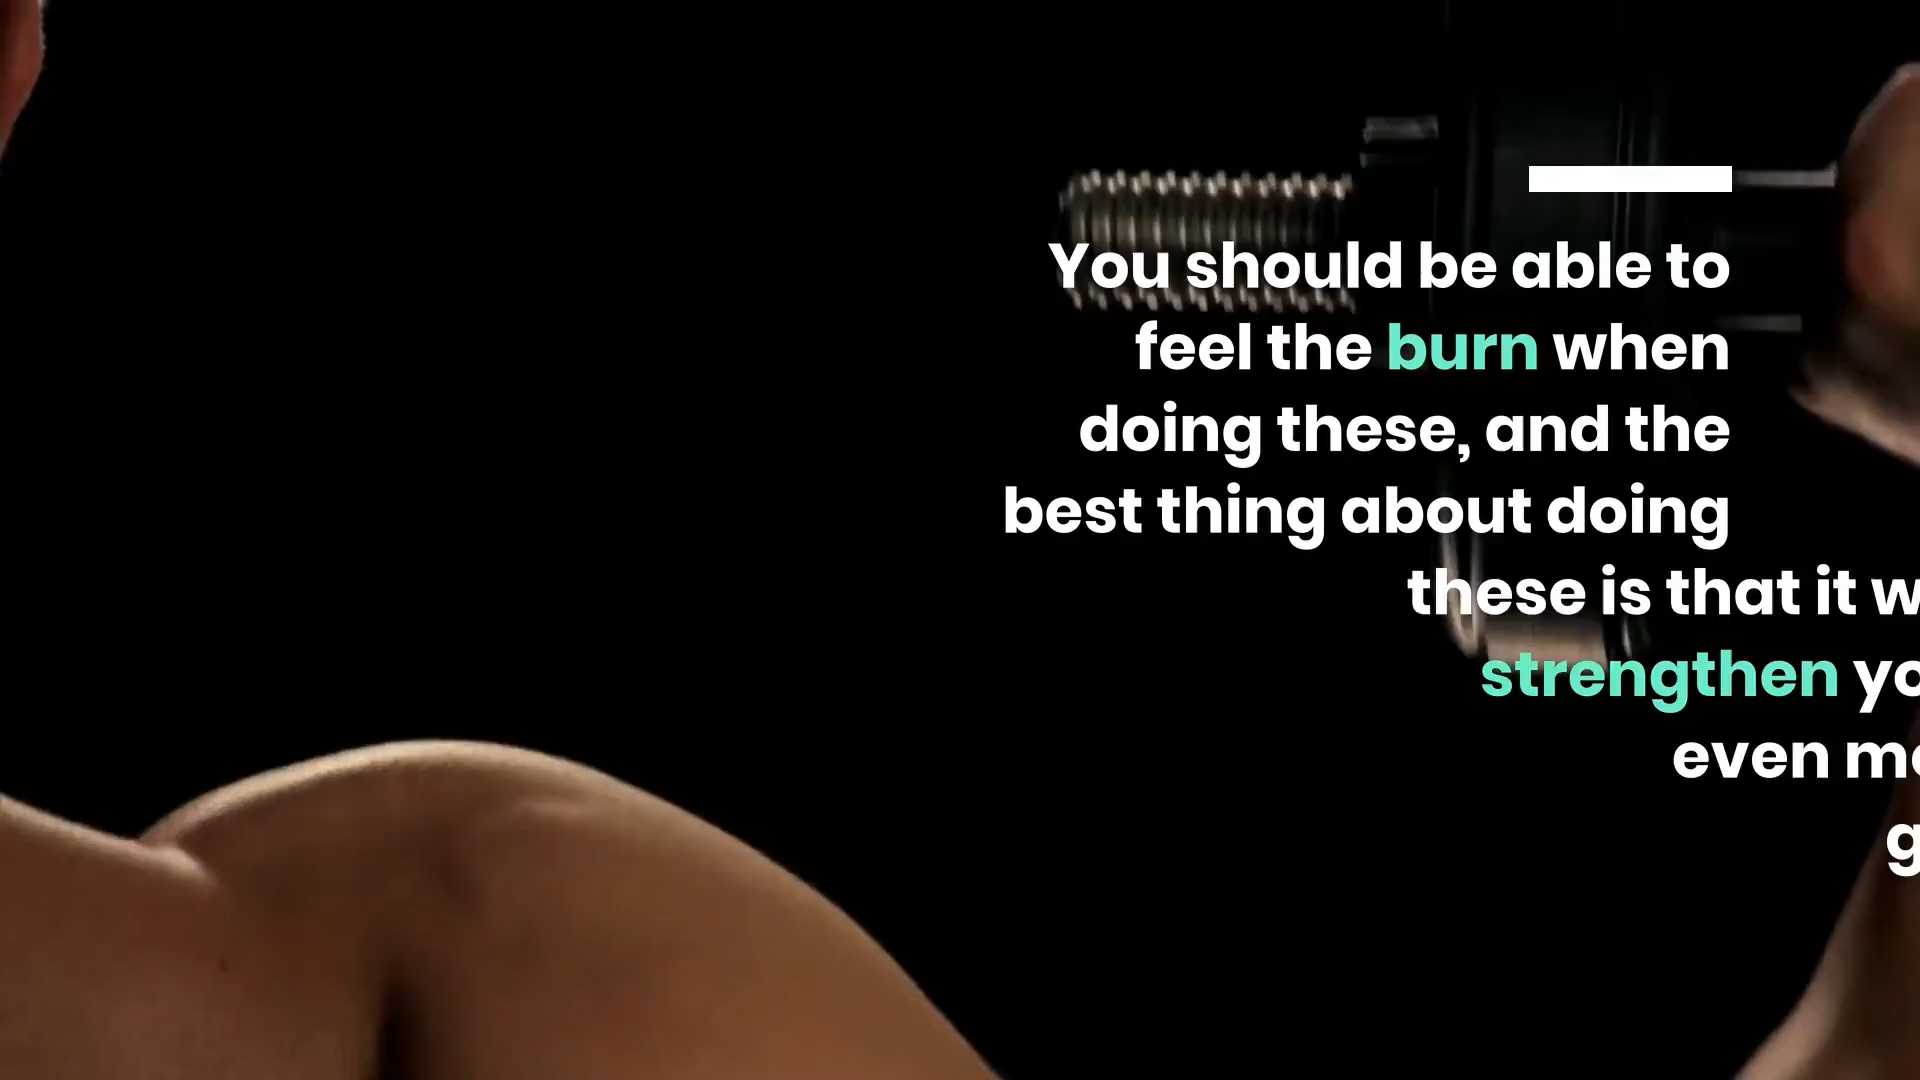 You should be able to
feel the burn when
doing these, and the
best thing about doing
these is that it
strengthen
even